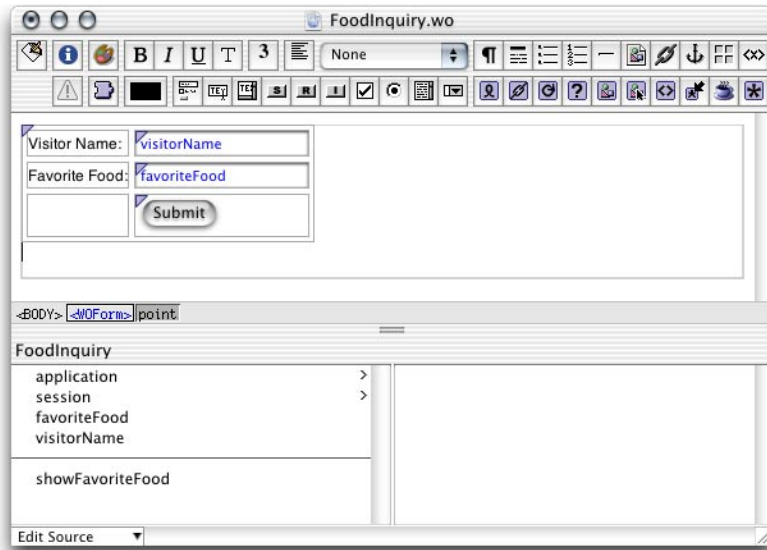 FoodInquiry.wo
B I U T 3 None
S R I
Visitor Name: visitorName
Favorite Food: favoriteFood
Submit
<BODY> <WOForm> point
FoodInquiry
application >
session >
favoriteFood
visitorName
showFavoriteFood
Edit Source